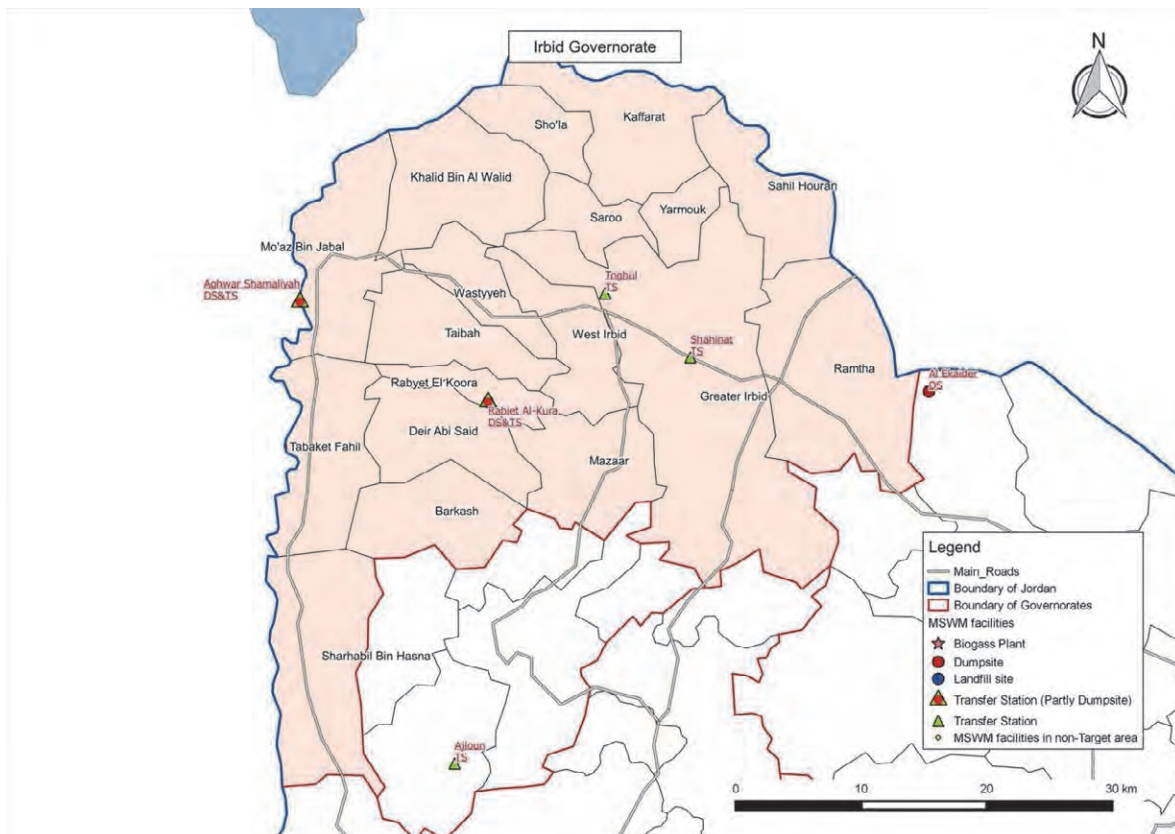 Irbid Governorate
N
Kaffarat
Sho'la
Khalid Bin Al Walid
Sahil Houran
Saroo
Yarmouk
Mo'az Bin Jabal
Aghwar Shamaliyah
DS&TS
Wastyyeh
Toghul
TS
Taibah
West Irbid
Shahinat
TS
Ramtha
Al Ekaider
DS
Rabyet El-Koora
Greater Irbid
Rabiet Al-Kura
DS&TS
Deir Abi Said
Tabaket Fahil
Mazaar
Barkash
Sharhabil Bin Hasna
Ajloun
TS
Legend
Main_Roads
Boundary of Jordan
Boundary of Governorates
MSWM facilities
Biogass Plant
Dumpsite
Landfill site
Transfer Station (Partly Dumpsite)
Transfer Station
MSWM facilities in non-Target area
0 10 20 30 km